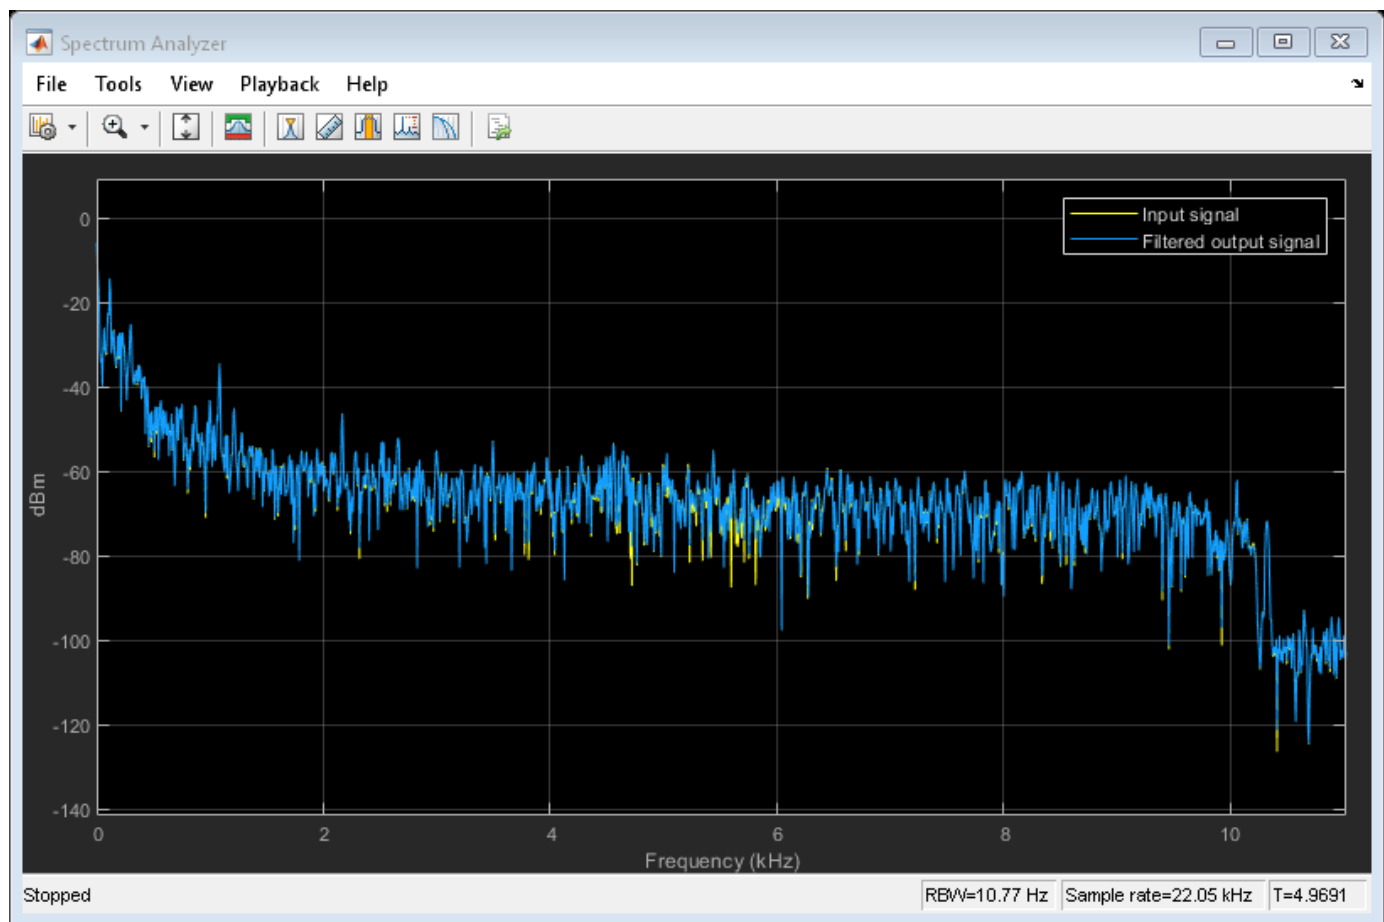 Spectrum Analyzer
File Tools View Playback Help
Input signal
Filtered output signal
0
-20
-40
-60
-80
-100
-120
-140
dBm
0 2 4 6 8 10
Frequency (kHz)
Stopped RBW=10.77 Hz Sample rate=22.05 kHz T=4.9691